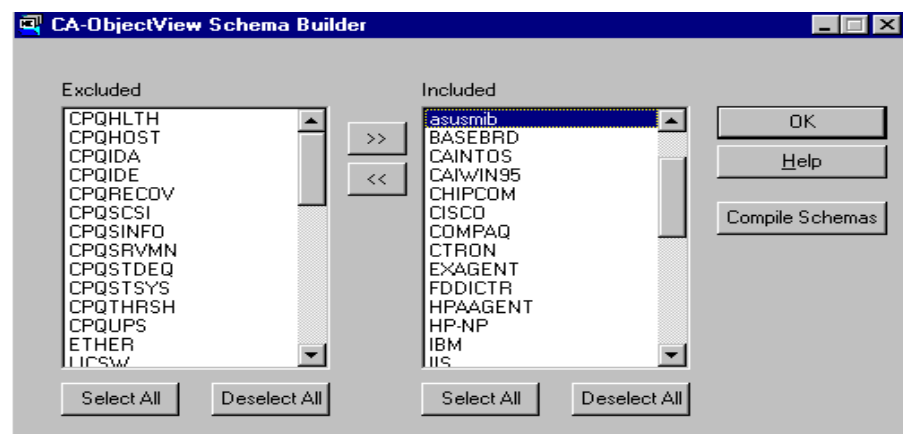 CA-ObjectView Schema Builder
Excluded
CPQHLTH
CPQHOST
CPQIDA
CPQIDE
CPQRECOV
CPQSCSI
CPQSINFO
CPQSRVMN
CPQSTDEQ
CPQSTSYS
CPQTHRSH
CPQUPS
ETHER
Select All
Deselect All
>>
<<
Included
asusmib
BASEBRD
CAINTOS
CAIWIN95
CHIPCOM
CISCO
COMPAQ
CTRON
EXAGENT
FDDICTR
HPAAGENT
HP-NP
IBM
IIS
Select All
Deselect All
OK
Help
Compile Schemas